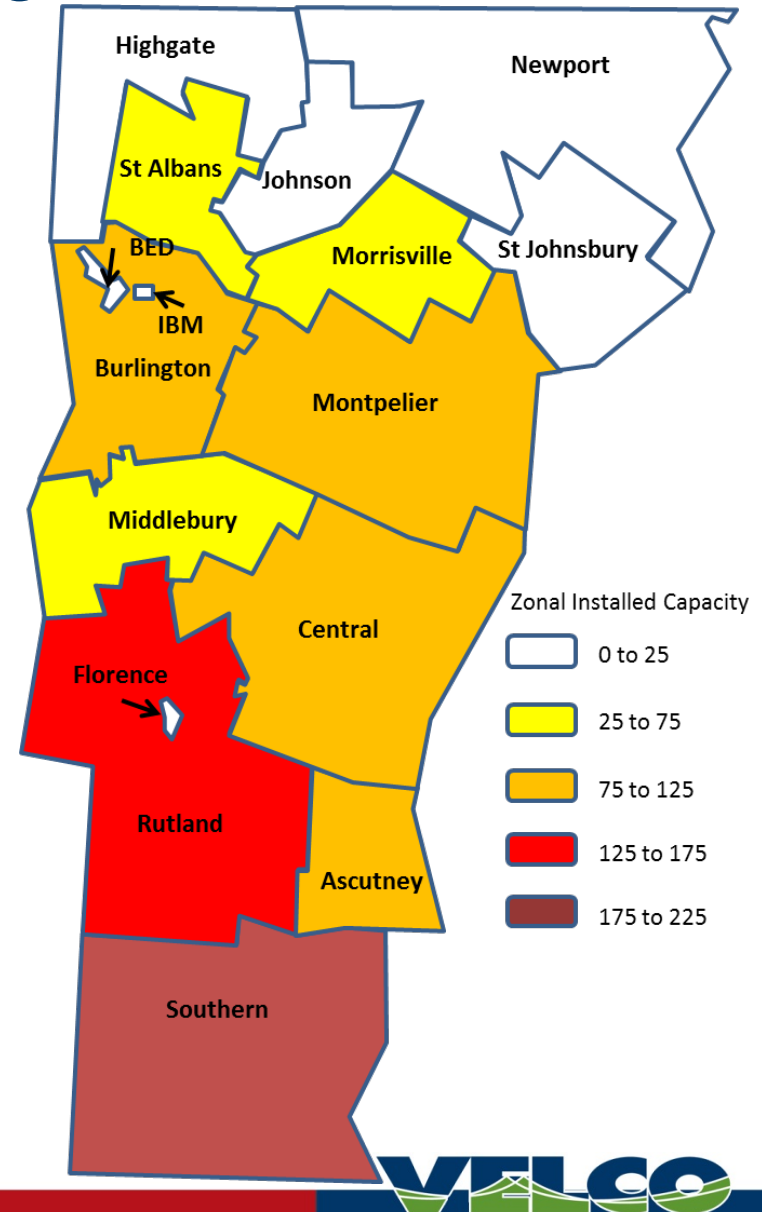 Highgate
Newport
St Albans
Johnson
Morrisville
St Johnsbury
BED
IBM
Burlington
Montpelier
Middlebury
Central
Florence
Rutland
Ascutney
Southern
Zonal Installed Capacity
0 to 25
25 to 75
75 to 125
125 to 175
175 to 225
VELCO